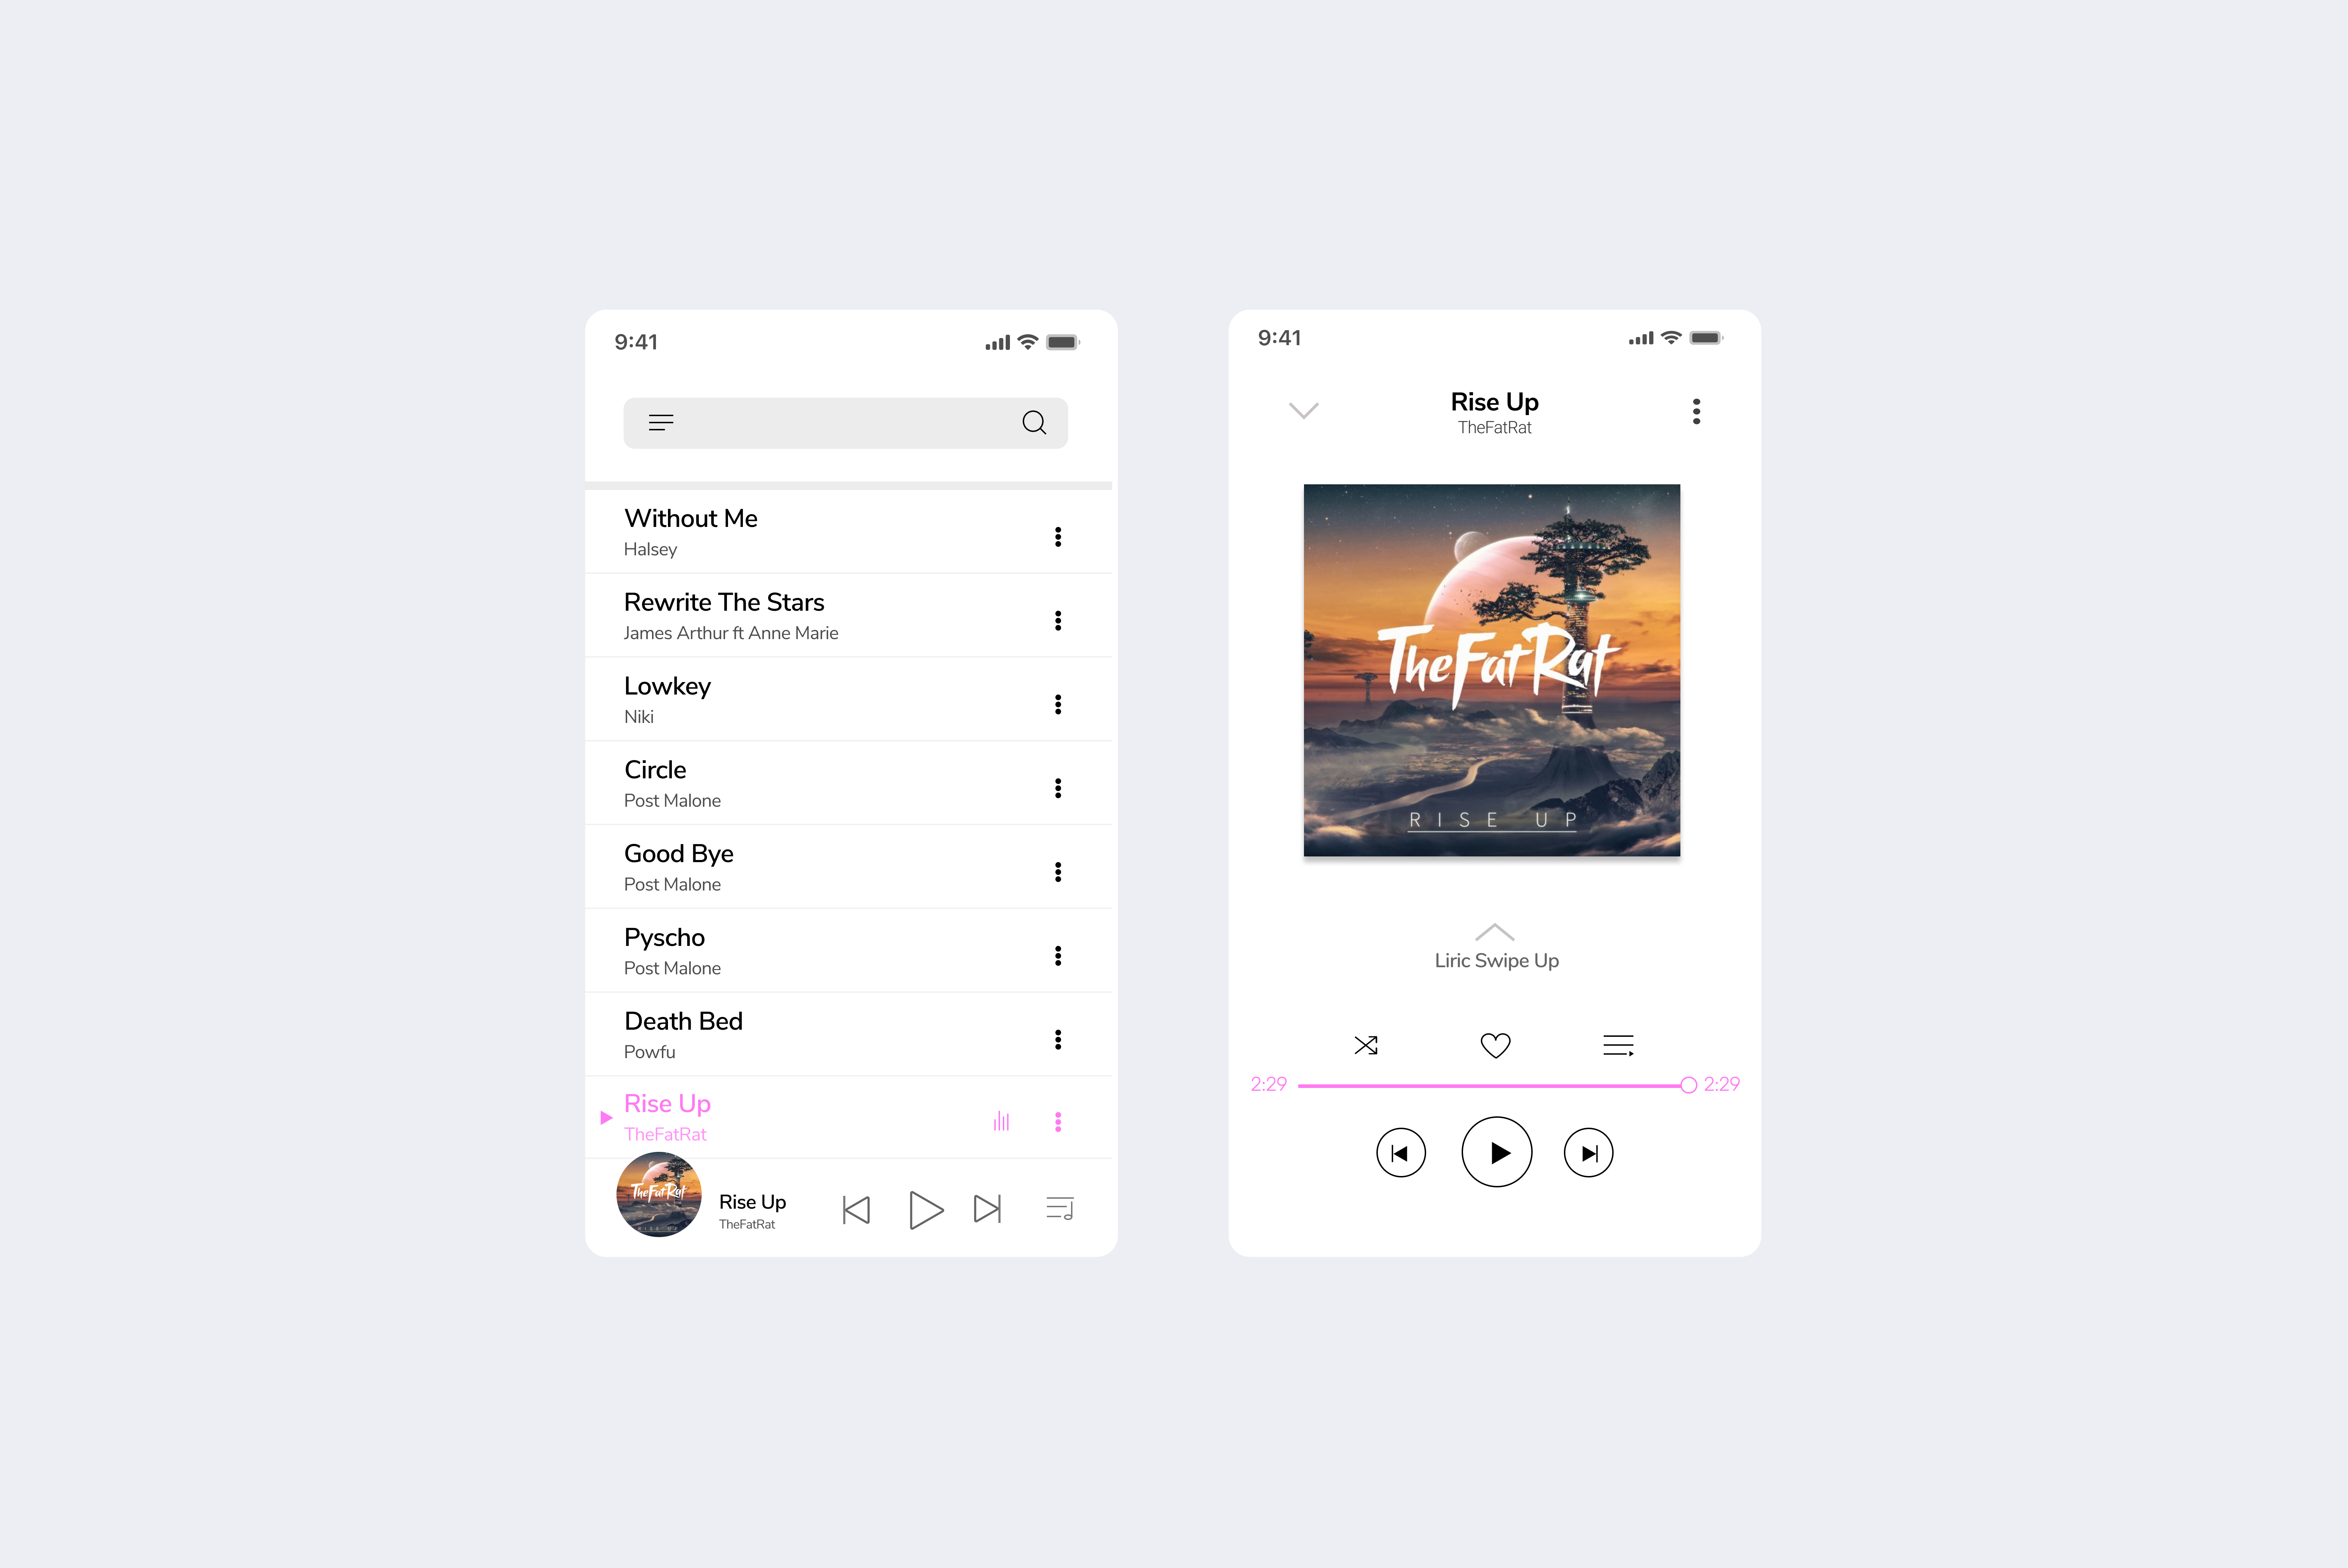 9:41
Without Me
Halsey
Rewrite The Stars
James Arthur ft Anne Marie
Lowkey
Niki
Circle
Post Malone
Good Bye
Post Malone
Pyscho
Post Malone
Death Bed
Powfu
Rise Up
TheFatRat
TheFatRat
RISE UP
Rise Up
TheFatRat
9:41
Rise Up
TheFatRat
TheFatRat
RISE UP
Liric Swipe Up
2:29 2:29